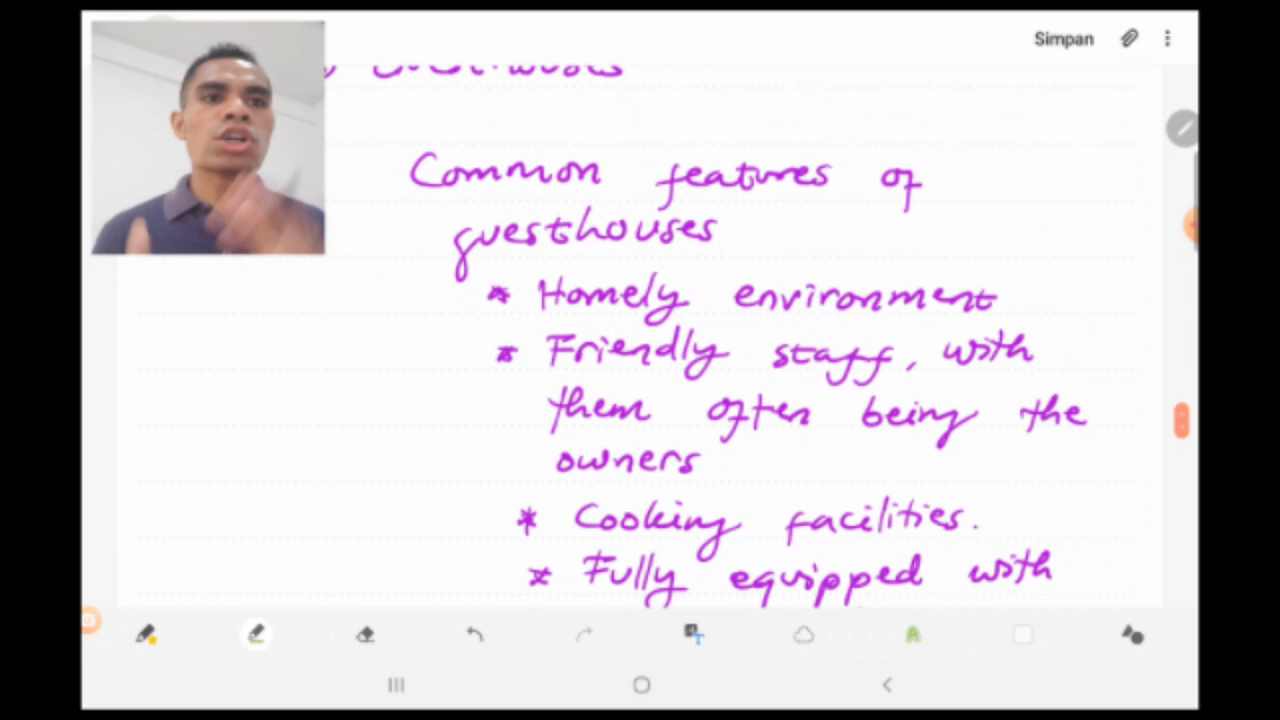 Simpan
Common features of
guesthouses
* Homely environment
* Friendly staff, with
them often being the
owners
* Cooking facilities.
* Fully equipped with